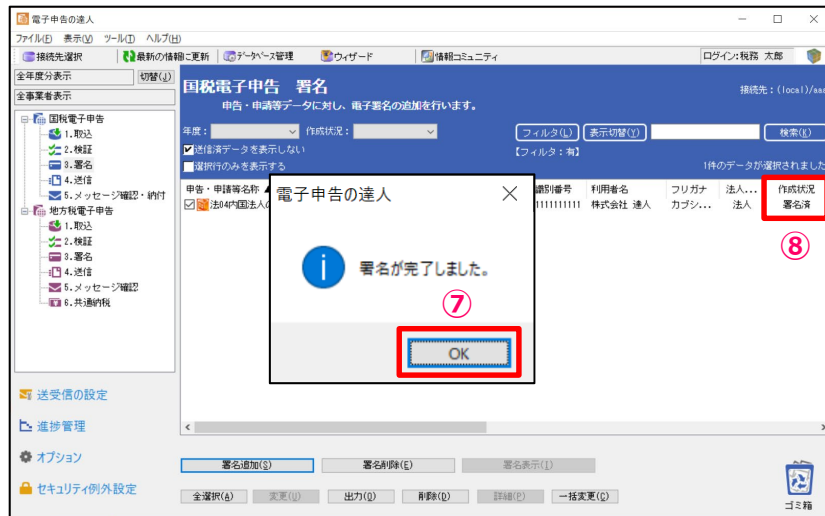 電子申告の達人
ファイル(F) 表示(V) ツール(T) ヘルプ(H)
接続先選択 最新の情報に更新 データベース管理 ウィザード 情報コミュニティ ログイン:税務 太郎
全年度分表示 切替(J)
全事業者表示
国税電子申告
1.取込
2.検証
3.署名
4.送信
5.メッセージ確認・納付
地方税電子申告
1.取込
2.検証
3.署名
4.送信
5.メッセージ確認
6.共通納税
送受信の設定
進捗管理
オプション
セキュリティ例外設定
国税電子申告 署名
接続先:(local)/aaa
申告・申請等データに対し、電子署名の追加を行います。
年度: 作成状況: フィルタ(L) 表示切替(Y) 検索(K)
送信済データを表示しない 【フィルタ:有】
選択行のみを表示する 1件のデータが選択されました
申告・申請等名称 ▲ 識別番号 利用者名 フリガナ 法人... 作成状況
法04内国法人の 1111111111 株式会社 達人 カブシ... 法人 署名済
⑧
電子申告の達人
署名が完了しました。
⑦
OK
署名追加(S) 署名削除(E) 署名表示(I)
全選択(A) 変更(U) 出力(O) 削除(D) 詳細(P) 一括変更(C)
ゴミ箱